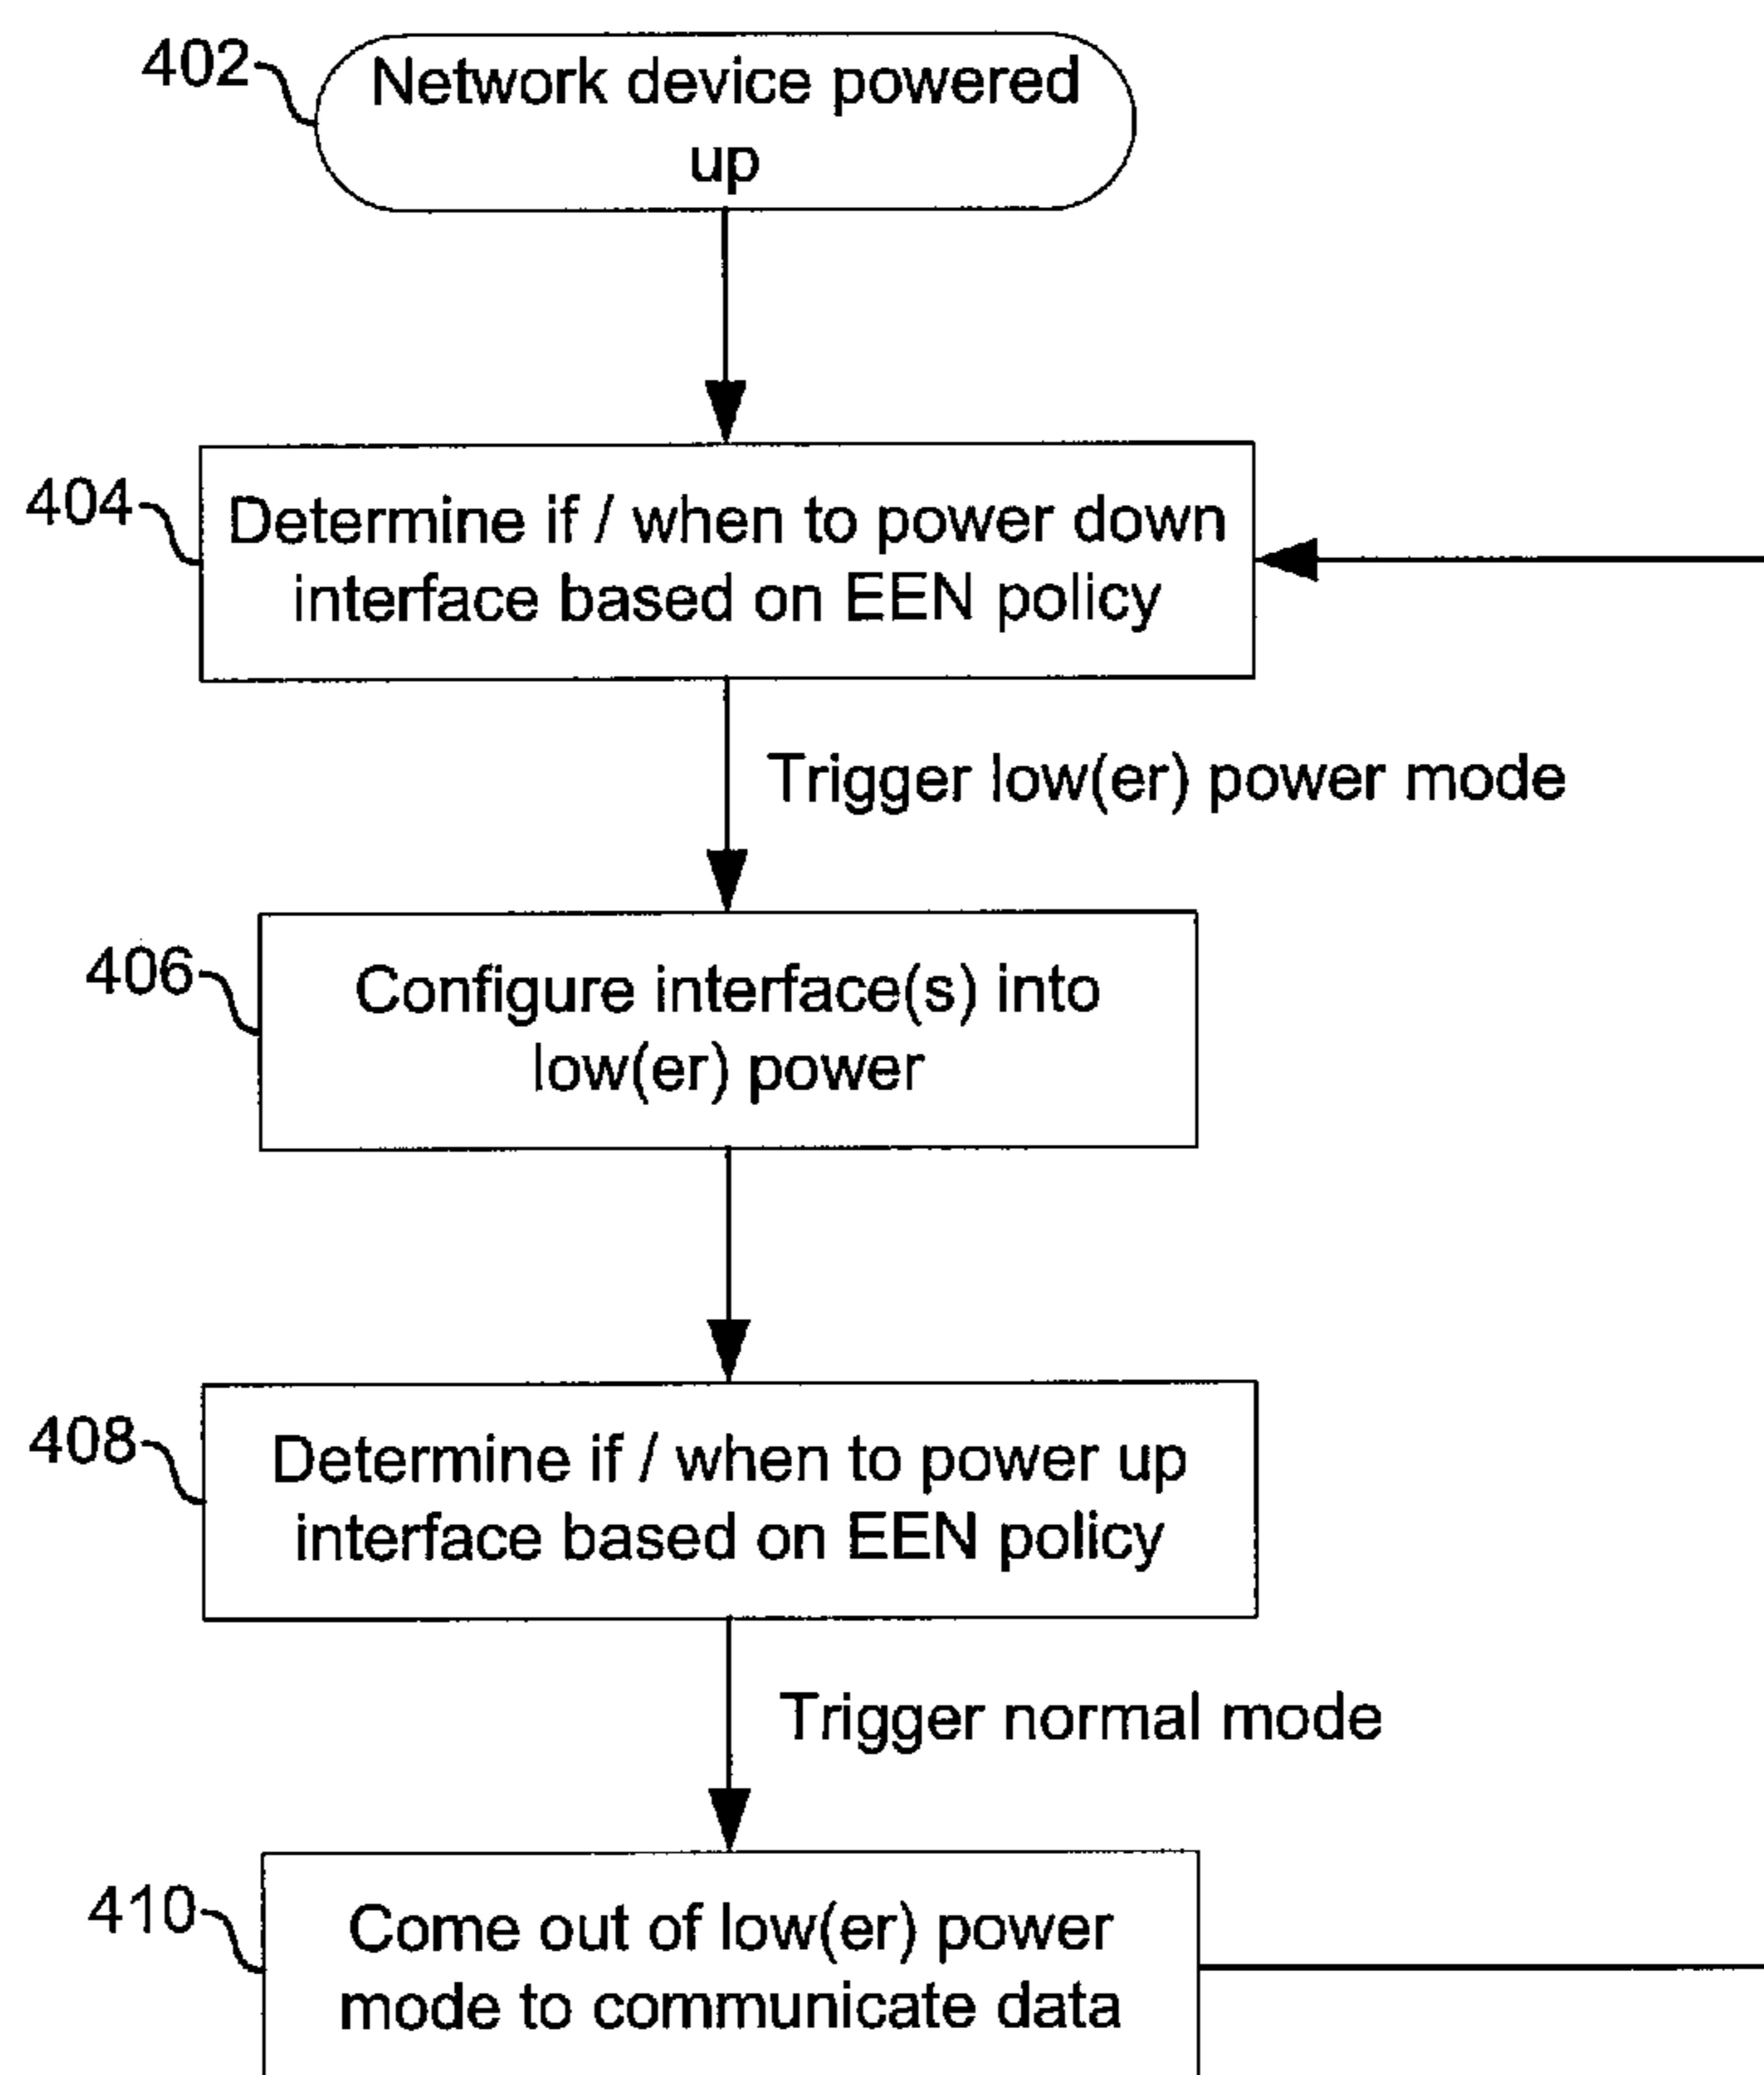 402
Network device powered
up
404
Determine if / when to power down
interface based on EEN policy
Trigger low(er) power mode
406
Configure interface(s) into
low(er) power
408
Determine if / when to power up
interface based on EEN policy
Trigger normal mode
410
Come out of low(er) power
mode to communicate data